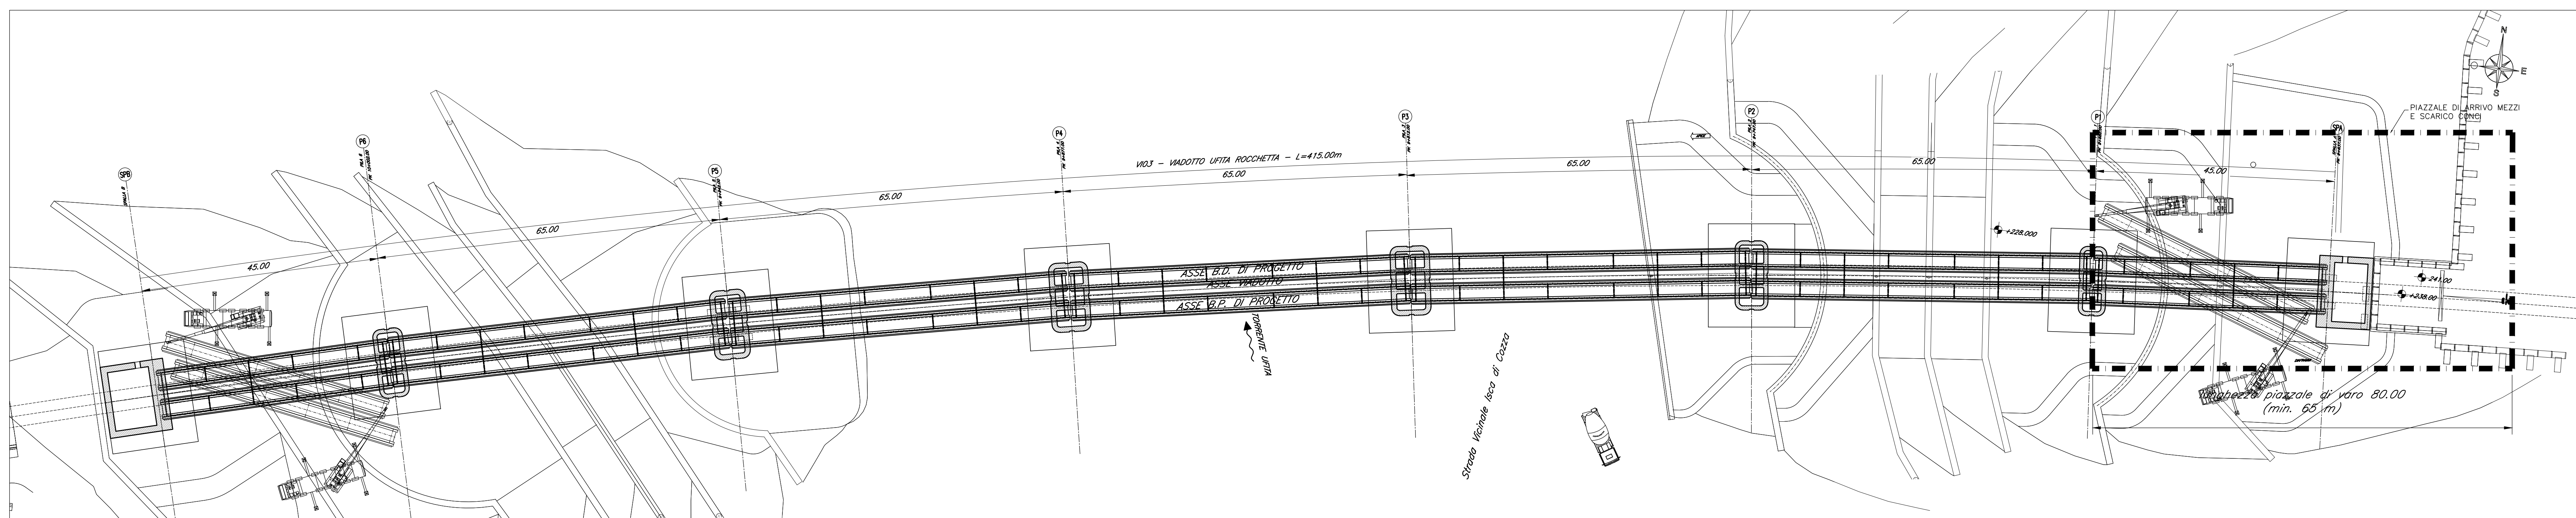 N
E
S
PIAZZALE DI ARRIVO MEZZI
E SCARICO CONCI
SPB
P6
P5
P4
P3
P2
P1
SPA
VI03 - VIADOTTO UFITA ROCCHETTA - L=415.00m
45.00
65.00
65.00
65.00
65.00
65.00
45.00
+228.000
241.00
+238.00
ASSE B.D. DI PROGETTO
ASSE VIADOTTO
ASSE B.P. DI PROGETTO
TORRENTE UFITA
Strada Vicinale Isca di Cozzo
Lunghezza piazzale di varo 80.00
(min. 65 m)